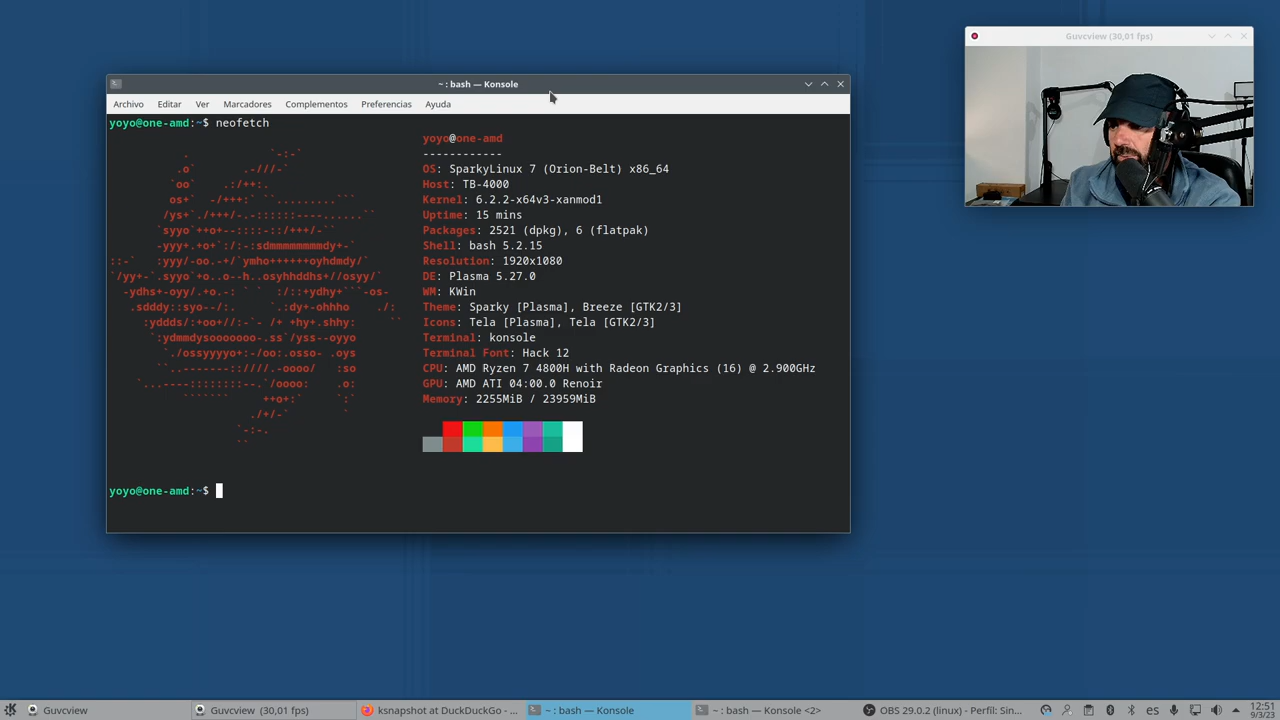 Guvcview (30,01 fps)
~ : bash — Konsole
Archivo Editar Ver Marcadores Complementos Preferencias Ayuda
yoyo@one-amd:~$ neofetch
yoyo@one-amd
------------
OS: SparkyLinux 7 (Orion-Belt) x86_64
Host: TB-4000
Kernel: 6.2.2-x64v3-xanmod1
Uptime: 15 mins
Packages: 2521 (dpkg), 6 (flatpak)
Shell: bash 5.2.15
Resolution: 1920x1080
DE: Plasma 5.27.0
WM: KWin
Theme: Sparky [Plasma], Breeze [GTK2/3]
Icons: Tela [Plasma], Tela [GTK2/3]
Terminal: konsole
Terminal Font: Hack 12
CPU: AMD Ryzen 7 4800H with Radeon Graphics (16) @ 2.900GHz
GPU: AMD ATI 04:00.0 Renoir
Memory: 2255MiB / 23959MiB
yoyo@one-amd:~$
Guvcview Guvcview (30,01 fps) ksnapshot at DuckDuckGo - ... ~ : bash — Konsole ~ : bash — Konsole <2> OBS 29.0.2 (linux) - Perfil: Sin... es 12:51
9/3/23